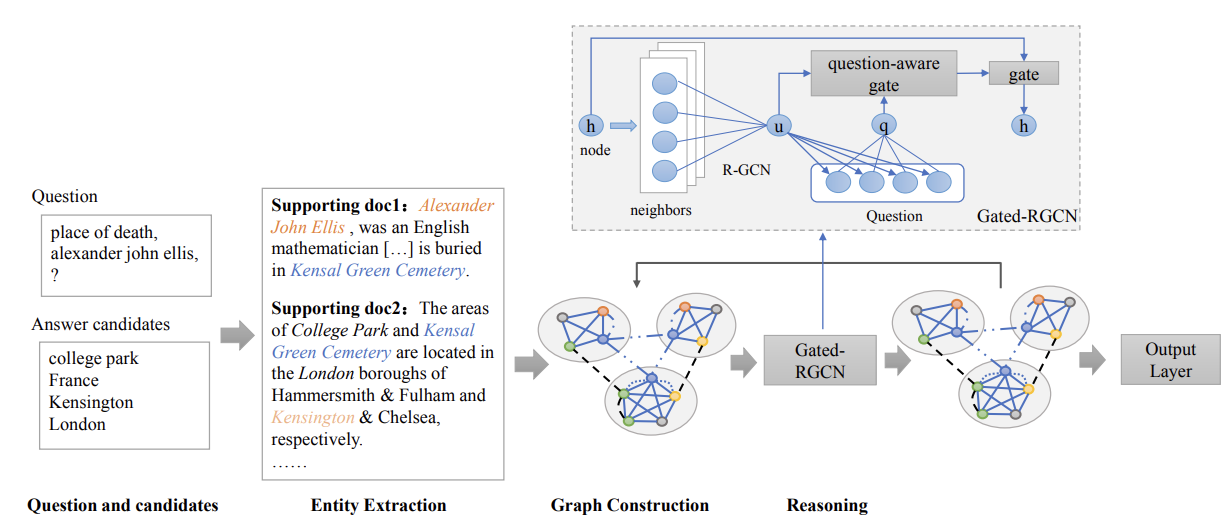 Question
place of death,
alexander john ellis,
?
Answer candidates
college park
France
Kensington
London
Question and candidates
Supporting doc1： Alexander
John Ellis , was an English
mathematician […] is buried
in Kensal Green Cemetery.
Supporting doc2： The areas
of College Park and Kensal
Green Cemetery are located in
the London boroughs of
Hammersmith & Fulham and
Kensington & Chelsea,
respectively.
……
Entity Extraction
Graph Construction
h
node
neighbors
R-GCN
u
question-aware
gate
q
Question
gate
h
Gated-RGCN
Gated-
RGCN
Reasoning
Output
Layer